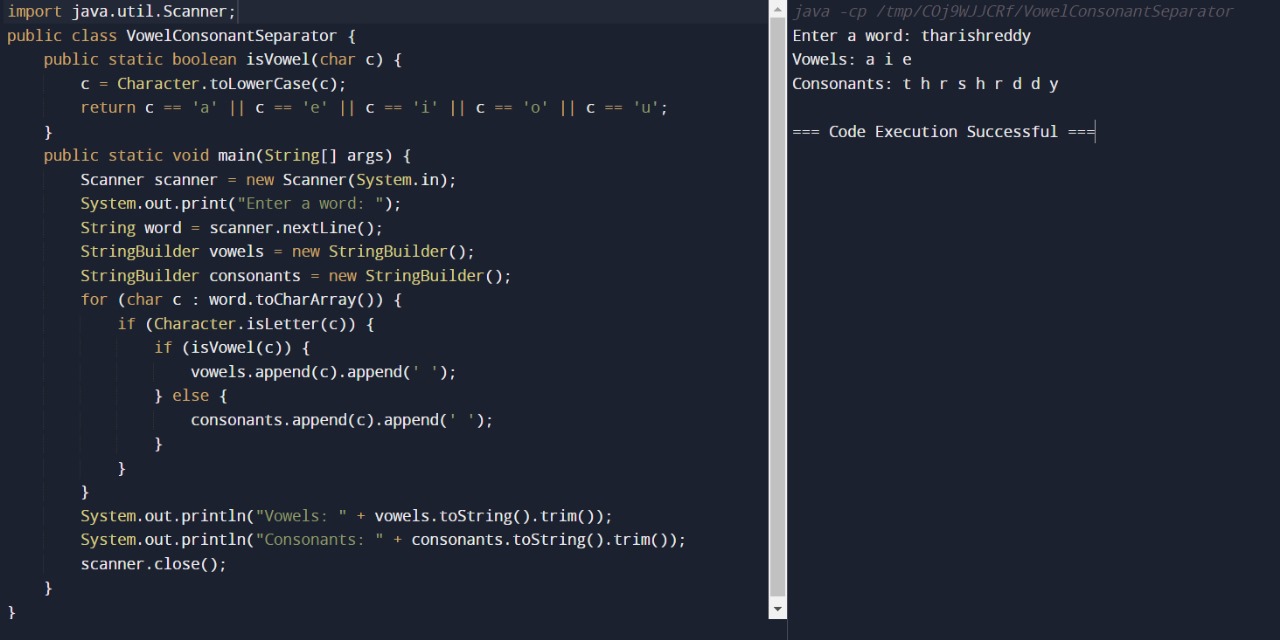 import java.util.Scanner;
public class VowelConsonantSeparator {
    public static boolean isVowel(char c) {
        c = Character.toLowerCase(c);
        return c == 'a' || c == 'e' || c == 'i' || c == 'o' || c == 'u';
    }
    public static void main(String[] args) {
        Scanner scanner = new Scanner(System.in);
        System.out.print("Enter a word: ");
        String word = scanner.nextLine();
        StringBuilder vowels = new StringBuilder();
        StringBuilder consonants = new StringBuilder();
        for (char c : word.toCharArray()) {
            if (Character.isLetter(c)) {
                if (isVowel(c)) {
                    vowels.append(c).append(' ');
                } else {
                    consonants.append(c).append(' ');
                }
            }
        }
        System.out.println("Vowels: " + vowels.toString().trim());
        System.out.println("Consonants: " + consonants.toString().trim());
        scanner.close();
    }
}
java -cp /tmp/COj9WJJCRf/VowelConsonantSeparator
Enter a word: tharishreddy
Vowels: a i e
Consonants: t h r s h r d d y
=== Code Execution Successful ===